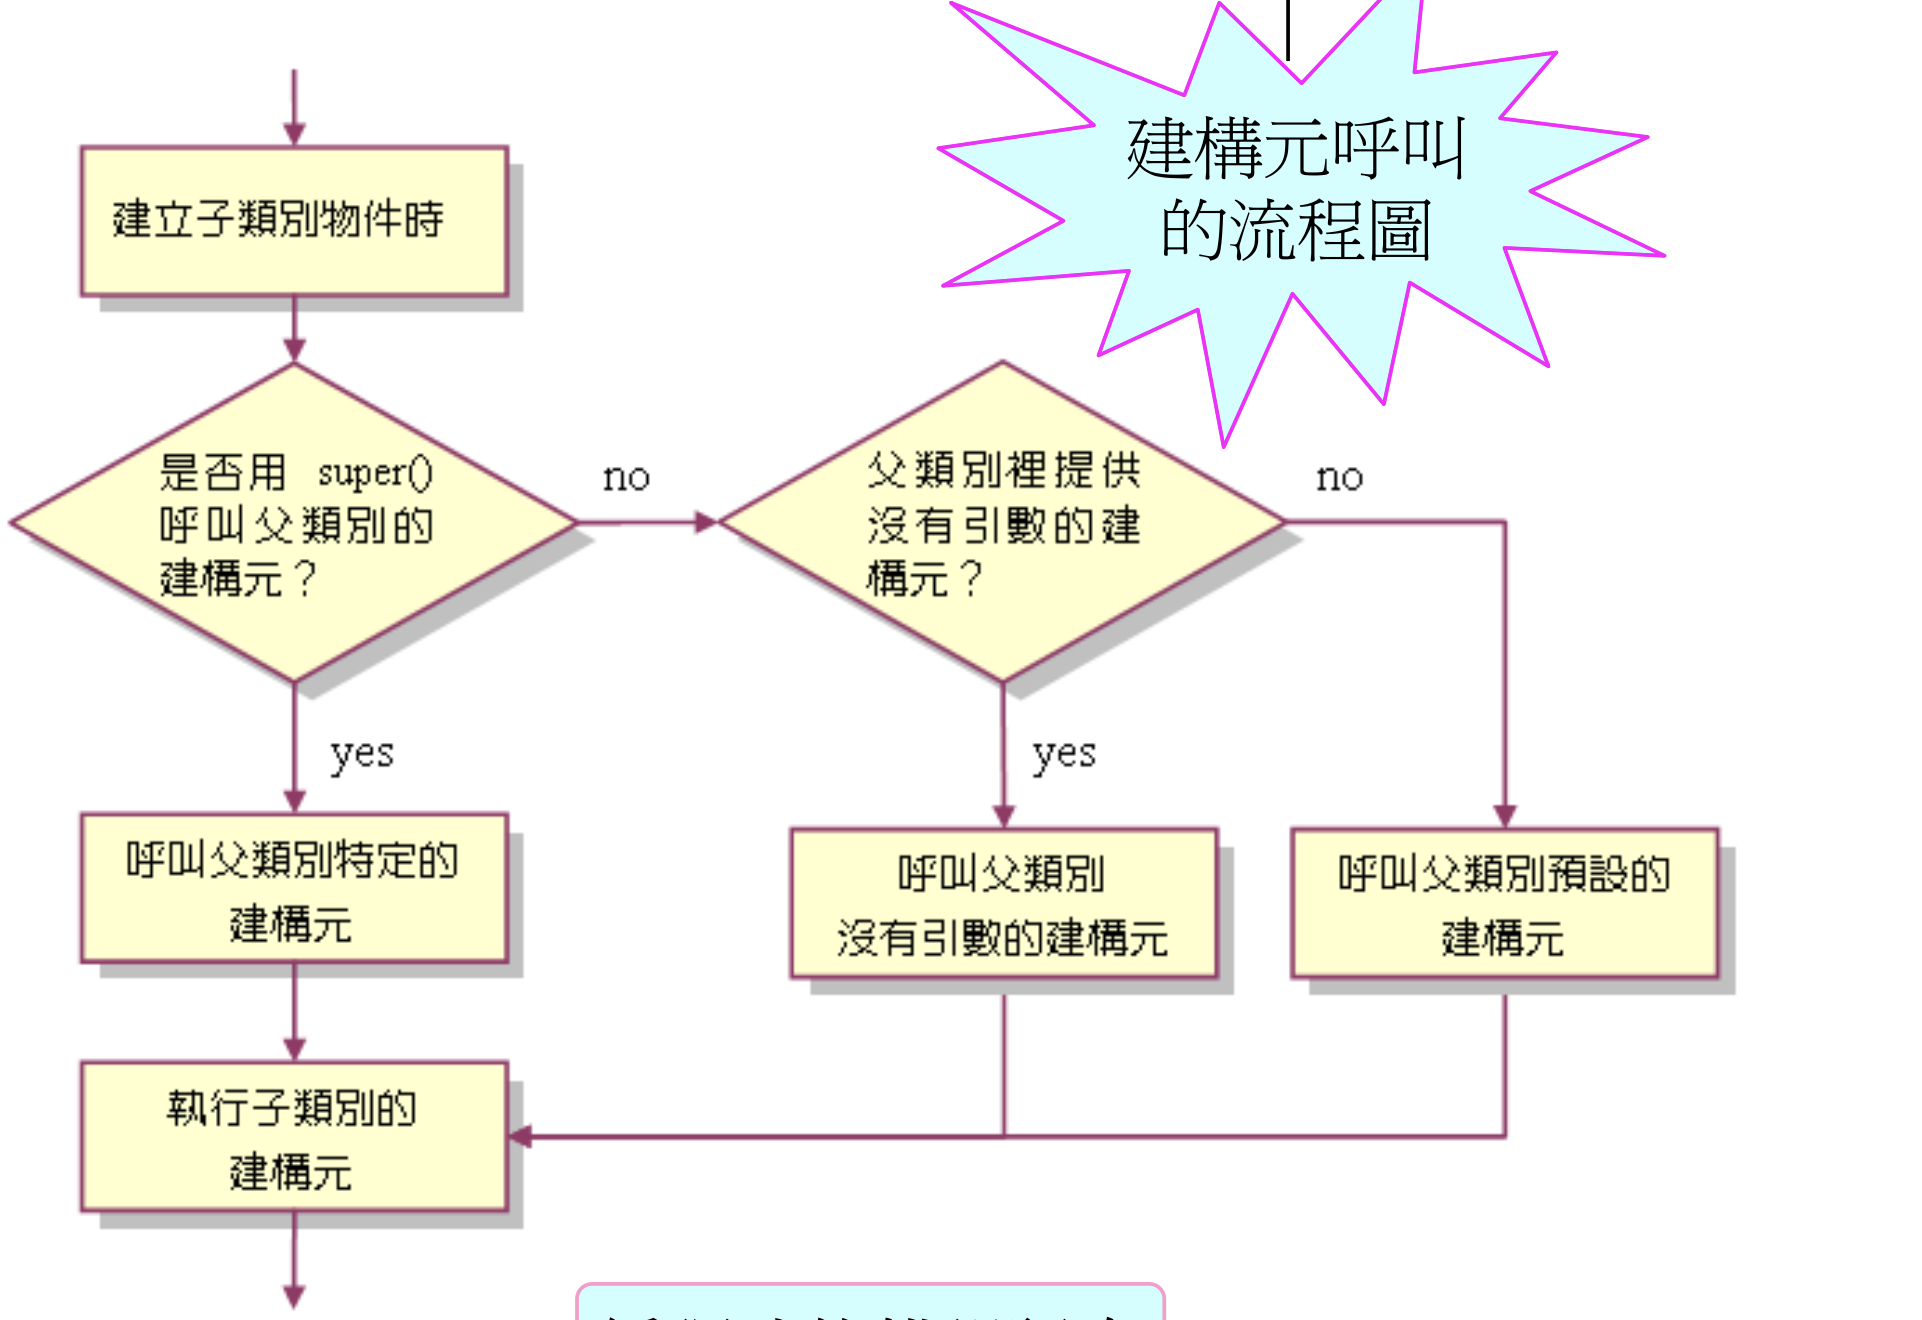 建構元呼叫
的流程圖
建立子類別物件時
是否用 super()
呼叫父類別的
建構元？
no
父類別裡提供
沒有引數的建
構元？
no
yes
yes
呼叫父類別特定的
建構元
呼叫父類別
沒有引數的建構元
呼叫父類別預設的
建構元
執行子類別的
建構元